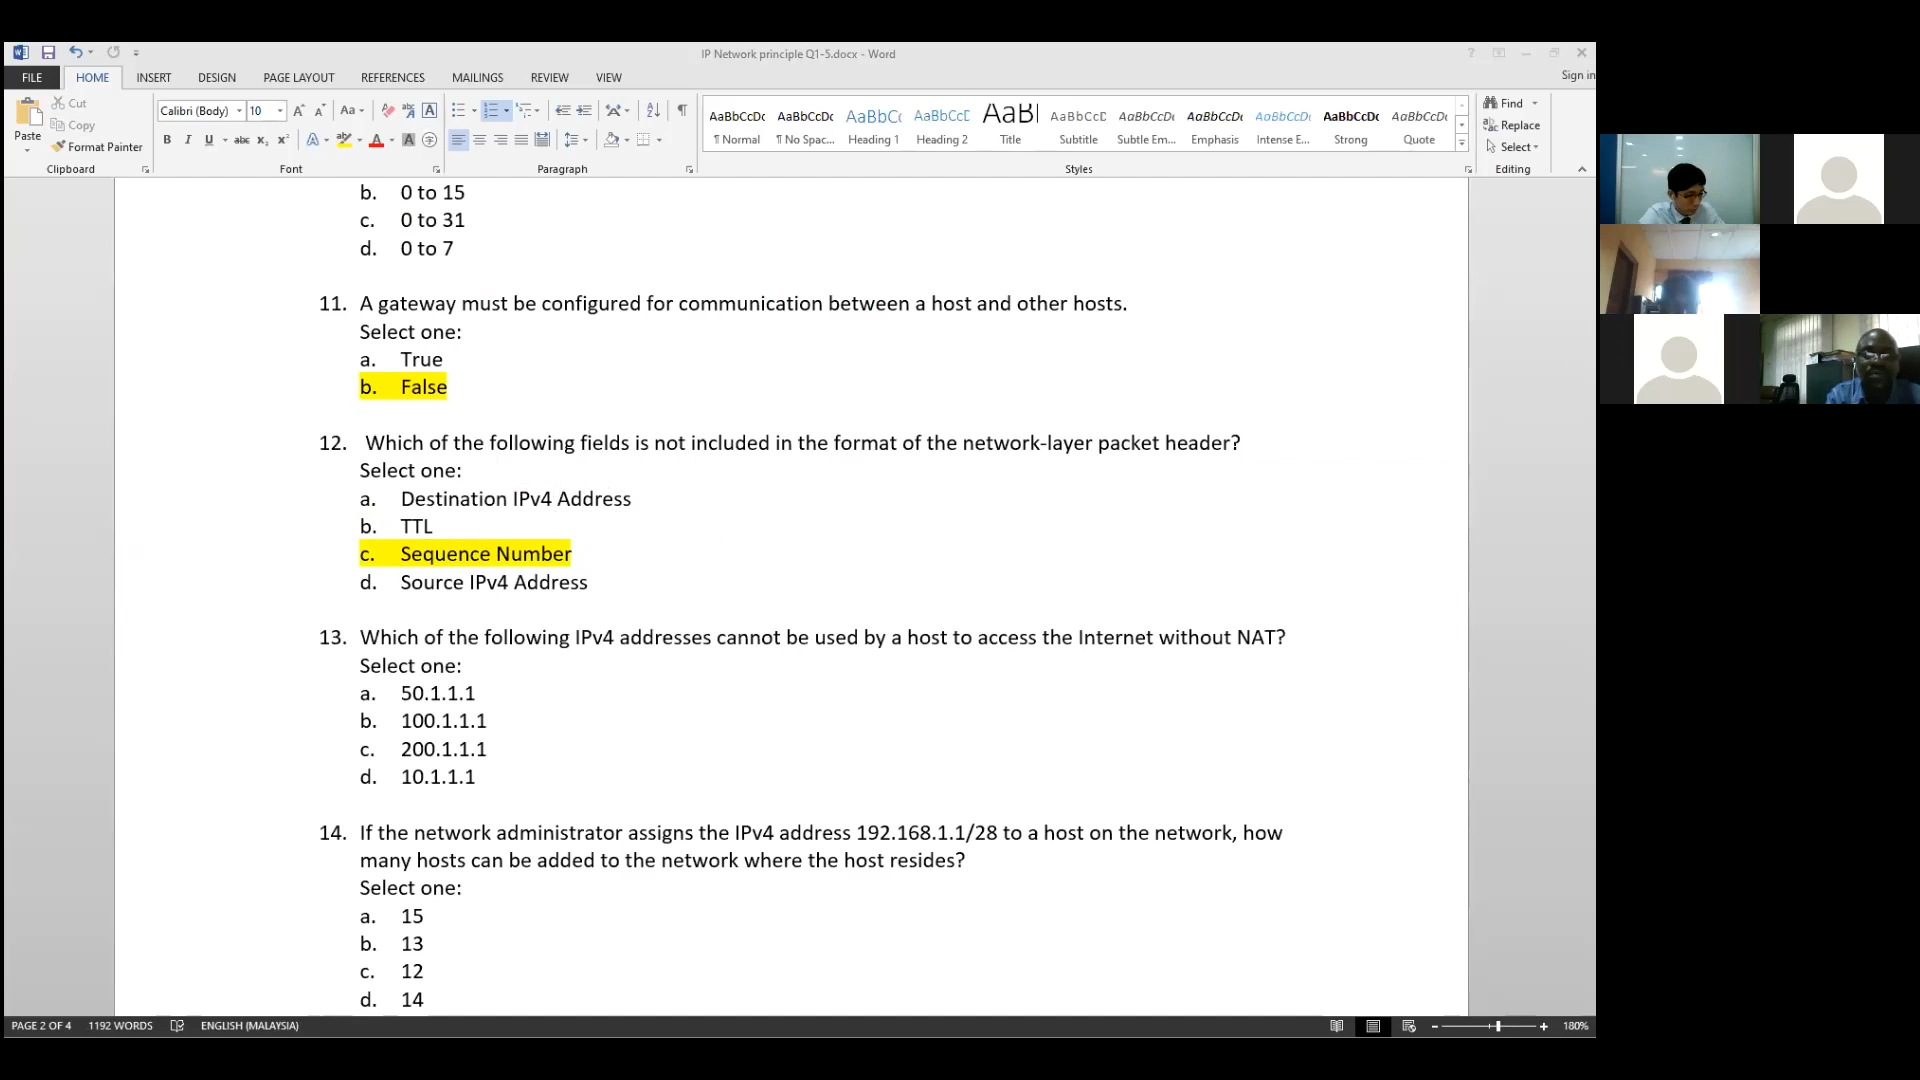 IP Network principle Q1-5.docx - Word
FILE HOME INSERT DESIGN PAGE LAYOUT REFERENCES MAILINGS REVIEW VIEW Sign in
Paste
Cut
Copy
Format Painter
Clipboard
Calibri (Body) 10
Font
Paragraph
AaBbCcDc AaBbCcDc AaBbC AaBbCcD AaB AaBbCcD AaBbCcDc AaBbCcDc AaBbCcDc AaBbCcDc AaBbCcDc
¶ Normal ¶ No Spac... Heading 1 Heading 2 Title Subtitle Subtle Em... Emphasis Intense E... Strong Quote
Styles
Find
Replace
Select
Editing
b. 0 to 15
c. 0 to 31
d. 0 to 7
11. A gateway must be configured for communication between a host and other hosts.
Select one:
a. True
b. False
12. Which of the following fields is not included in the format of the network-layer packet header?
Select one:
a. Destination IPv4 Address
b. TTL
c. Sequence Number
d. Source IPv4 Address
13. Which of the following IPv4 addresses cannot be used by a host to access the Internet without NAT?
Select one:
a. 50.1.1.1
b. 100.1.1.1
c. 200.1.1.1
d. 10.1.1.1
14. If the network administrator assigns the IPv4 address 192.168.1.1/28 to a host on the network, how
many hosts can be added to the network where the host resides?
Select one:
a. 15
b. 13
c. 12
d. 14
PAGE 2 OF 4 1192 WORDS ENGLISH (MALAYSIA) 180%